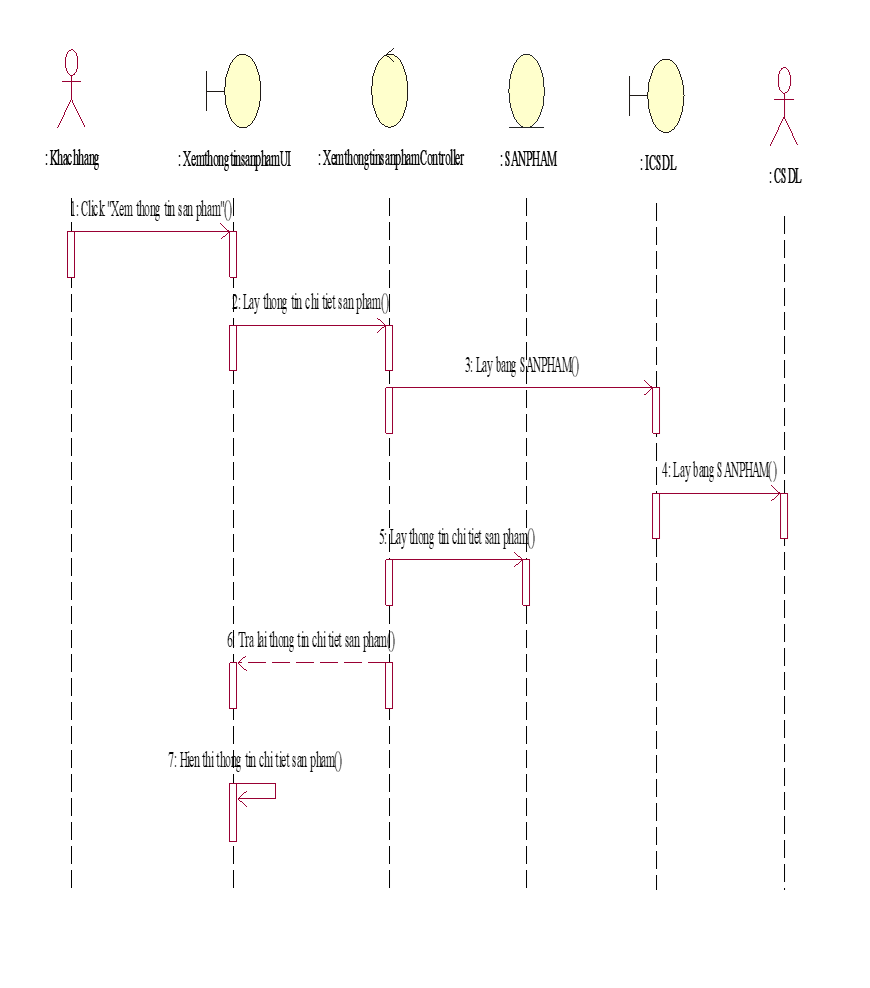 : Khachhang
: XemthongtinsanphamUI
: XemthongtinsanphamController
: SANPHAM
: ICSDL
: CSDL
1: Click "Xem thong tin san pham"()
2: Lay thong tin chi tiet san pham()
3: Lay bang SANPHAM()
4: Lay bang SANPHAM()
5: Lay thong tin chi tiet san pham()
6: Tra lai thong tin chi tiet san pham()
7: Hien thi thong tin chi tiet san pham()